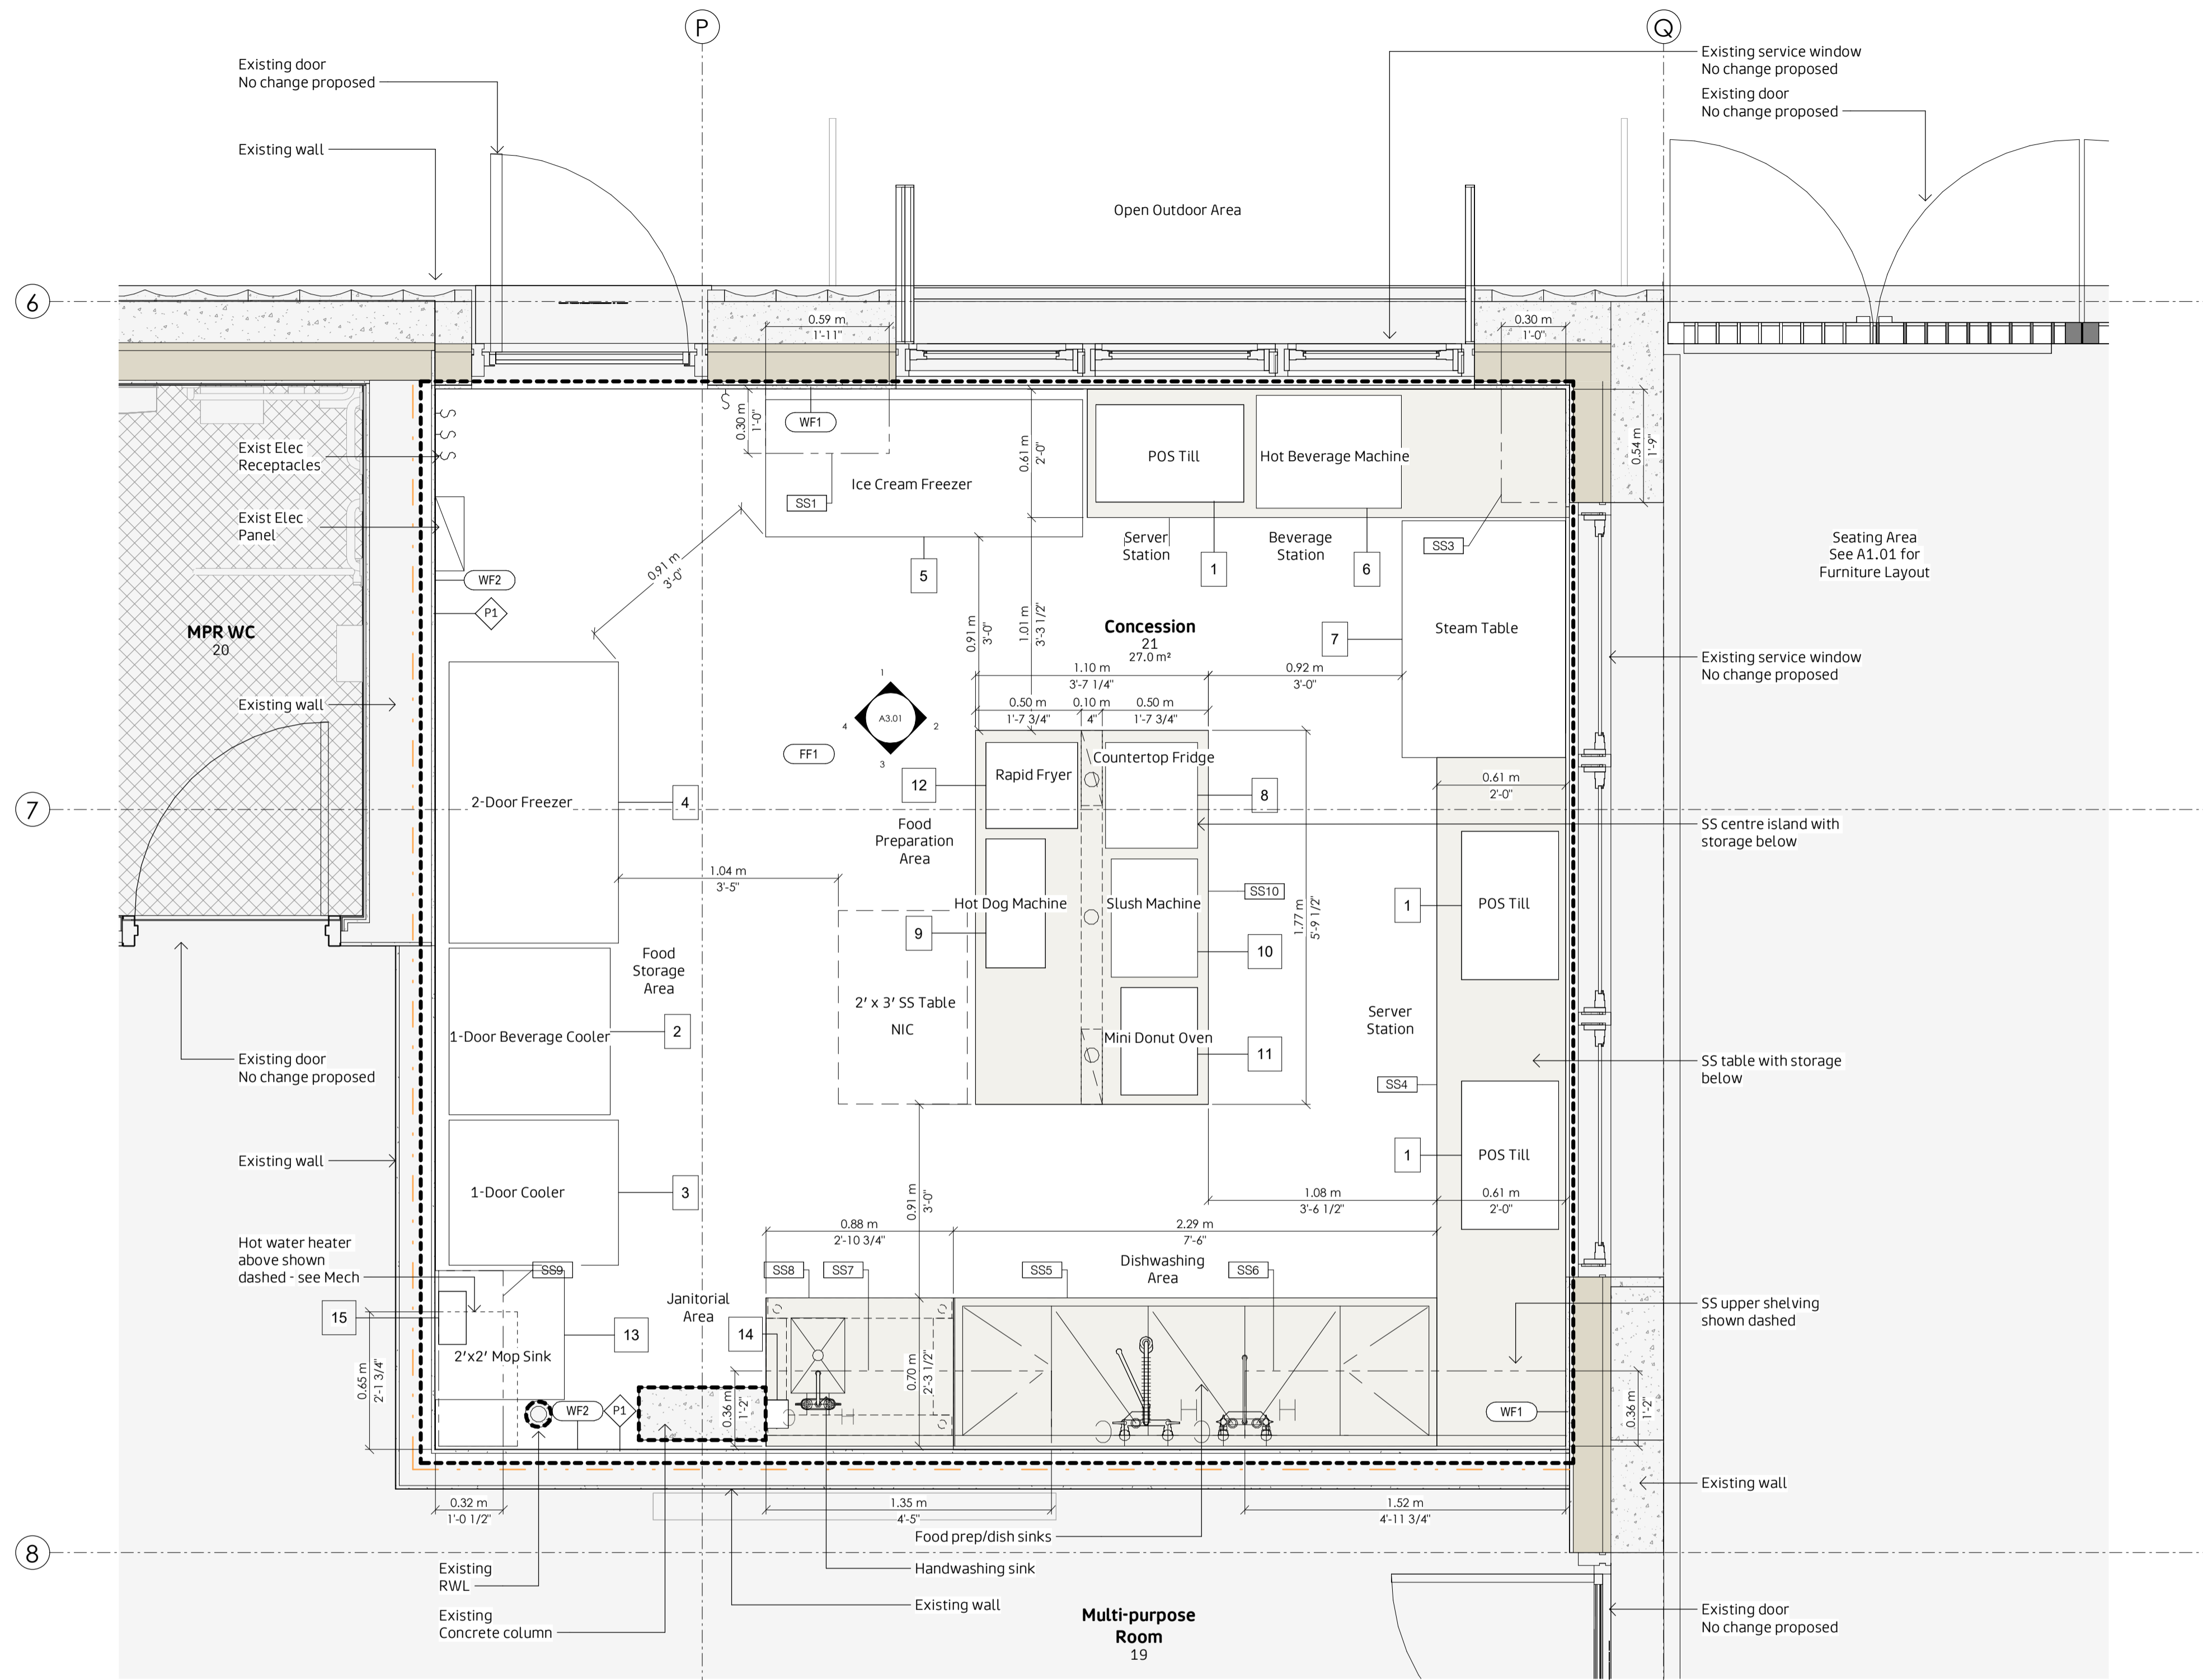 P
Q
Existing door
No change proposed
Existing service window
No change proposed
Existing door
No change proposed
Existing wall
Open Outdoor Area
6
0.59 m
1'-11"
0.30 m
1'-0"
S
S
S
S
0.30 m
1'-0"
WF1
0.61 m
2'-0"
POS Till
Hot Beverage Machine
0.54 m
1'-9"
Exist Elec
Receptacles
Ice Cream Freezer
SS1
Exist Elec
Panel
Server
Station
Beverage
Station
SS3
Seating Area
See A1.01 for
Furniture Layout
0.91 m
3'-0"
5
1
6
WF2
P1
MPR WC
20
0.91 m
3'-0"
1.01 m
3'-3 1/2"
Concession
21
27.0 m²
7
Steam Table
Existing service window
No change proposed
1.10 m
3'-7 1/4"
0.92 m
3'-0"
Existing wall
1
A3.01
4
2
3
0.50 m
1'-7 3/4"
0.10 m
4"
0.50 m
1'-7 3/4"
FF1
Countertop Fridge
Rapid Fryer
12
8
0.61 m
2'-0"
7
2-Door Freezer
4
Food
Preparation
Area
SS centre island with
storage below
1.04 m
3'-5"
SS10
Hot Dog Machine
Slush Machine
1
POS Till
9
10
1.77 m
5'-9 1/2"
Food
Storage
Area
2' x 3' SS Table
NIC
Server
Station
1-Door Beverage Cooler
2
Mini Donut Oven
11
Existing door
No change proposed
SS table with storage
below
SS4
Existing wall
1
POS Till
1-Door Cooler
3
0.91 m
3'-0"
1.08 m
3'-6 1/2"
0.61 m
2'-0"
0.88 m
2'-10 3/4"
2.29 m
7'-6"
Hot water heater
above shown
dashed - see Mech
SS9
SS8
SS7
SS5
Dishwashing
Area
SS6
15
Janitorial
Area
13
14
SS upper shelving
shown dashed
2'x2' Mop Sink
0.65 m
2'-1 3/4"
0.70 m
2'-3 1/2"
0.36 m
1'-2"
0.36 m
1'-2"
WF2
P1
C
H
C
H
C
H
WF1
Existing wall
0.32 m
1'-0 1/2"
1.35 m
4'-5"
1.52 m
4'-11 3/4"
Food prep/dish sinks
8
Existing
RWL
Handwashing sink
Existing wall
Existing
Concrete column
Multi-purpose
Room
19
Existing door
No change proposed